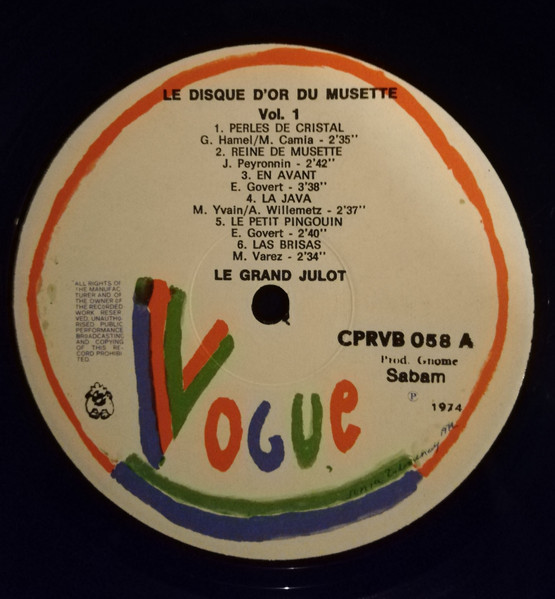 LE DISQUE D'OR DU MUSETTE
Vol. 1
1. PERLES DE CRISTAL
G. Hamel/M. Camia - 2'35"
2. REINE DE MUSETTE
J. Peyronnin - 2'42"
3. EN AVANT
E. Govert - 3'38"
4. LA JAVA
M. Yvain/A. Willemetz - 2'37"
5. LE PETIT PINGOUIN
E. Govert - 2'40"
6. LAS BRISAS
M. Varez - 2'34"
LE GRAND JULOT
ALL RIGHTS OF
THE MANUFAC-
TURER AND OF
THE OWNER OF
THE RECORDED
WORK RESER-
VED. UNAUTHO-
RISED PUBLIC
PERFORMANCE
BROADCASTING
AND COPYING
OF THIS RE-
CORD PROHIBI-
TED.
CPRVB 058 A
Prod. Gnome
Sabam
Ⓟ 1974
VOGUE